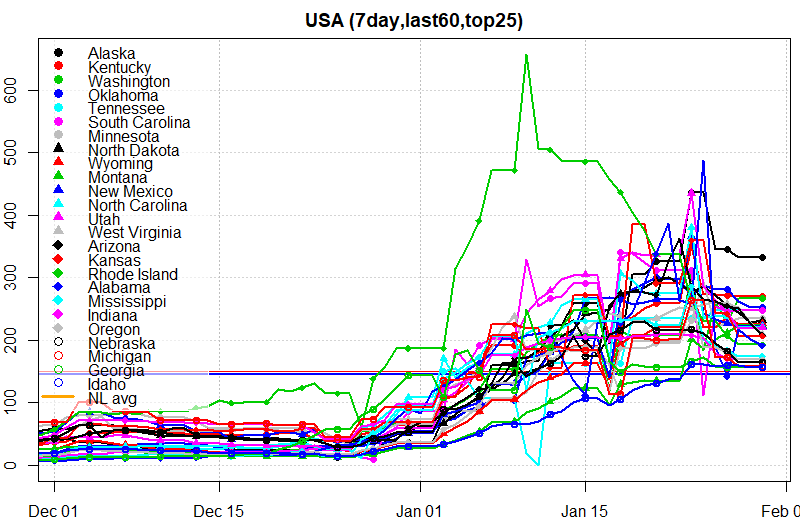 USA (7day,last60,top25)
Alaska
Kentucky
Washington
Oklahoma
Tennessee
South Carolina
Minnesota
North Dakota
Wyoming
Montana
New Mexico
North Carolina
Utah
West Virginia
Arizona
Kansas
Rhode Island
Alabama
Mississippi
Indiana
Oregon
Nebraska
Michigan
Georgia
Idaho
NL avg
600
500
400
300
200
100
0
Dec 01 Dec 15 Jan 01 Jan 15 Feb 0